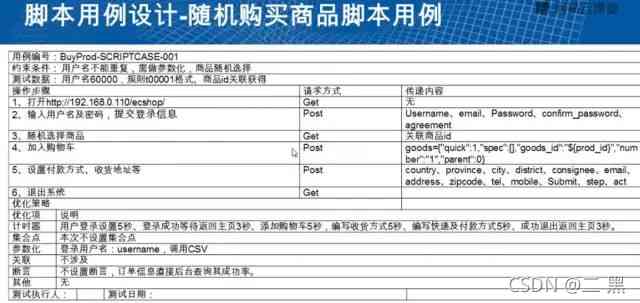 脚本用例设计-随机购买商品脚本用例
用例编号：BuyProd-SCRIPTCASE-001
约束条件：用户名不能重复，需做参数化，商品随机选择
测试数据：用户名60000，规则t00001格式。商品id关联获得
操作步骤 请求方式 传递内容
1、打开http://192.168.0.110/ecshop/ Get 无
2、输入用户名及密码，提交登录信息 Post Username、email、Password、confirm_password、
agreement
3、随机选择商品 Get 关联商品id
4、加入购物车 Post goods={"quick":1,"spec":[],"goods_id":"${prod_id}","num
ber":"1","parent":0}
5、设置付款方式、收货地址等 Post country、province、city、district、consignee、email、
address、zipcode、tel、mobile、Submit、step、act
6、退出系统 Get
优化策略
优化项 说明
计时器 用户登录设置5秒、登录成功等待返回主页3秒、添加购物车5秒，编写收货方式5秒、编写快递及付款方式5秒、成功退出返回主页3秒。
集合点 本次不设置集合点
参数化 登录用户名：username，调用CSV
关联 不涉及
断言 不设置断言，订单信息直接后台查询其成功率。
其他 无
测试执行人： 测试日期：
CSDN @二 黑